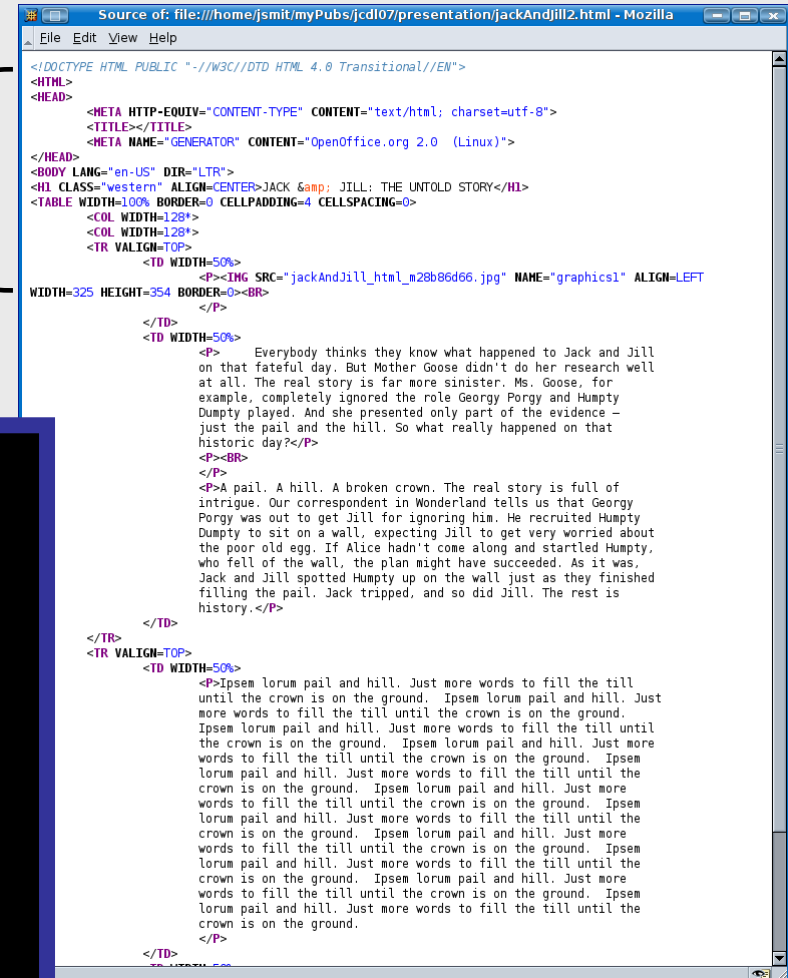 Source of: file:///home/jsmit/myPubs/jcdl07/presentation/jackAndJill2.html - Mozilla
File Edit View Help
<!DOCTYPE HTML PUBLIC "-//W3C//DTD HTML 4.0 Transitional//EN">
<HTML>
<HEAD>
<META HTTP-EQUIV="CONTENT-TYPE" CONTENT="text/html; charset=utf-8">
<TITLE></TITLE>
<META NAME="GENERATOR" CONTENT="OpenOffice.org 2.0  (Linux)">
</HEAD>
<BODY LANG="en-US" DIR="LTR">
<H1 CLASS="western" ALIGN=CENTER>JACK &amp; JILL: THE UNTOLD STORY</H1>
<TABLE WIDTH=100% BORDER=0 CELLPADDING=4 CELLSPACING=0>
<COL WIDTH=128*>
<COL WIDTH=128*>
<TR VALIGN=TOP>
<TD WIDTH=50%>
<P><IMG SRC="jackAndJill_html_m28b86d66.jpg" NAME="graphics1" ALIGN=LEFT
WIDTH=325 HEIGHT=354 BORDER=0><BR>
</P>
</TD>
<TD WIDTH=50%>
<P>     Everybody thinks they know what happened to Jack and Jill
on that fateful day. But Mother Goose didn't do her research well
at all. The real story is far more sinister. Ms. Goose, for
example, completely ignored the role Georgy Porgy and Humpty
Dumpty played. And she presented only part of the evidence –
just the pail and the hill. So what really happened on that
historic day?</P>
<P><BR>
</P>
<P>A pail. A hill. A broken crown. The real story is full of
intrigue. Our correspondent in Wonderland tells us that Georgy
Porgy was out to get Jill for ignoring him. He recruited Humpty
Dumpty to sit on a wall, expecting Jill to get very worried about
the poor old egg. If Alice hadn't come along and startled Humpty,
who fell of the wall, the plan might have succeeded. As it was,
Jack and Jill spotted Humpty up on the wall just as they finished
filling the pail. Jack tripped, and so did Jill. The rest is
history.</P>
</TD>
</TR>
<TR VALIGN=TOP>
<TD WIDTH=50%>
<P>Ipsem lorum pail and hill. Just more words to fill the till
until the crown is on the ground.  Ipsem lorum pail and hill. Just
more words to fill the till until the crown is on the ground.
Ipsem lorum pail and hill. Just more words to fill the till until
the crown is on the ground.  Ipsem lorum pail and hill. Just more
words to fill the till until the crown is on the ground.  Ipsem
lorum pail and hill. Just more words to fill the till until the
crown is on the ground.  Ipsem lorum pail and hill. Just more
words to fill the till until the crown is on the ground.  Ipsem
lorum pail and hill. Just more words to fill the till until the
crown is on the ground.  Ipsem lorum pail and hill. Just more
words to fill the till until the crown is on the ground.  Ipsem
lorum pail and hill. Just more words to fill the till until the
crown is on the ground.  Ipsem lorum pail and hill. Just more
words to fill the till until the crown is on the ground.  Ipsem
lorum pail and hill. Just more words to fill the till until the
crown is on the ground.
</P>
</TD>